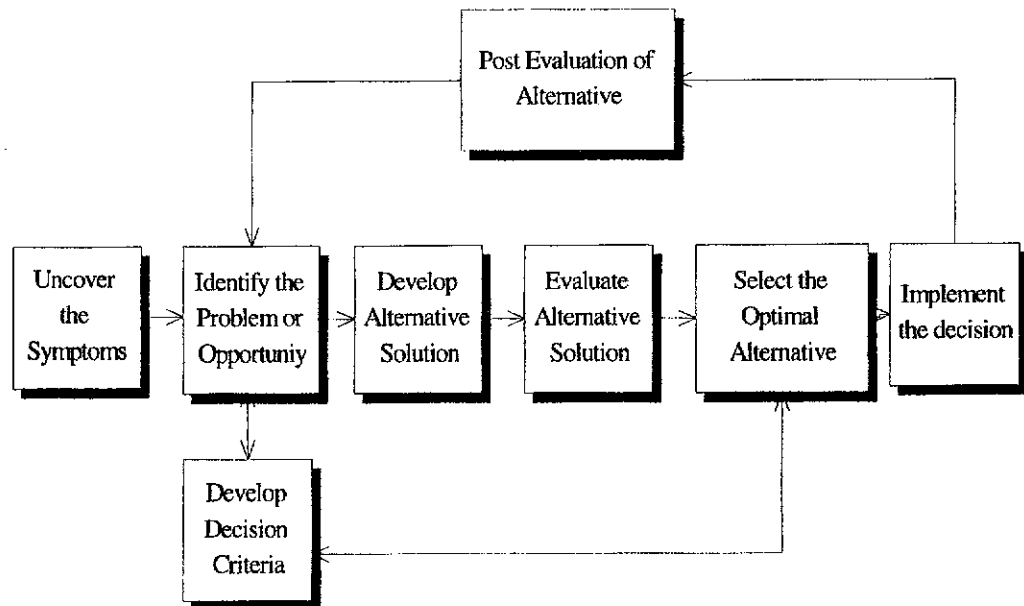 Post Evaluation of
Alternative
Uncover
the
Symptoms
Identify the
Problem or
Opportuniy
Develop
Alternative
Solution
Evaluate
Alternative
Solution
Select the
Optimal
Alternative
Implement
the decision
Develop
Decision
Criteria